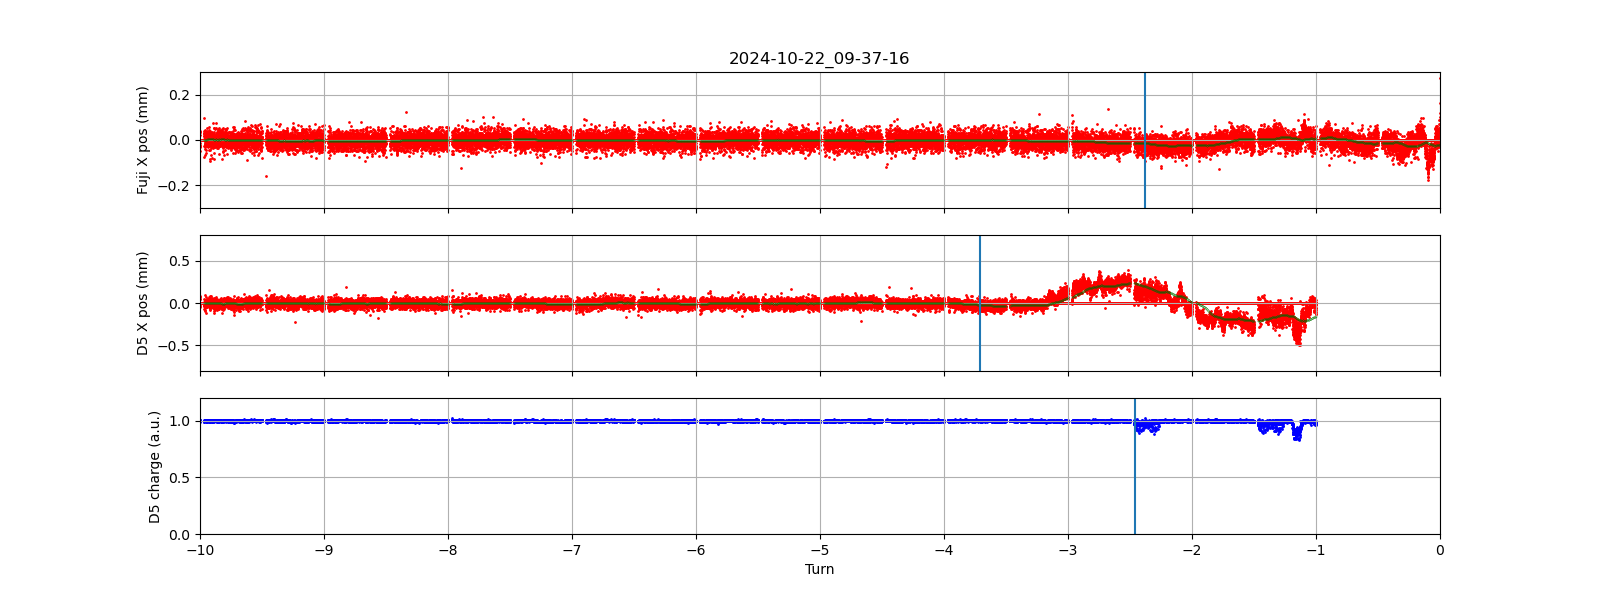 2024-10-22_09-37-16
Fuji X pos (mm)
0.2
0.0
−0.2
D5 X pos (mm)
0.5
0.0
−0.5
D5 charge (a.u.)
1.0
0.5
0.0
−10 −9 −8 −7 −6 −5 −4 −3 −2 −1 0
Turn